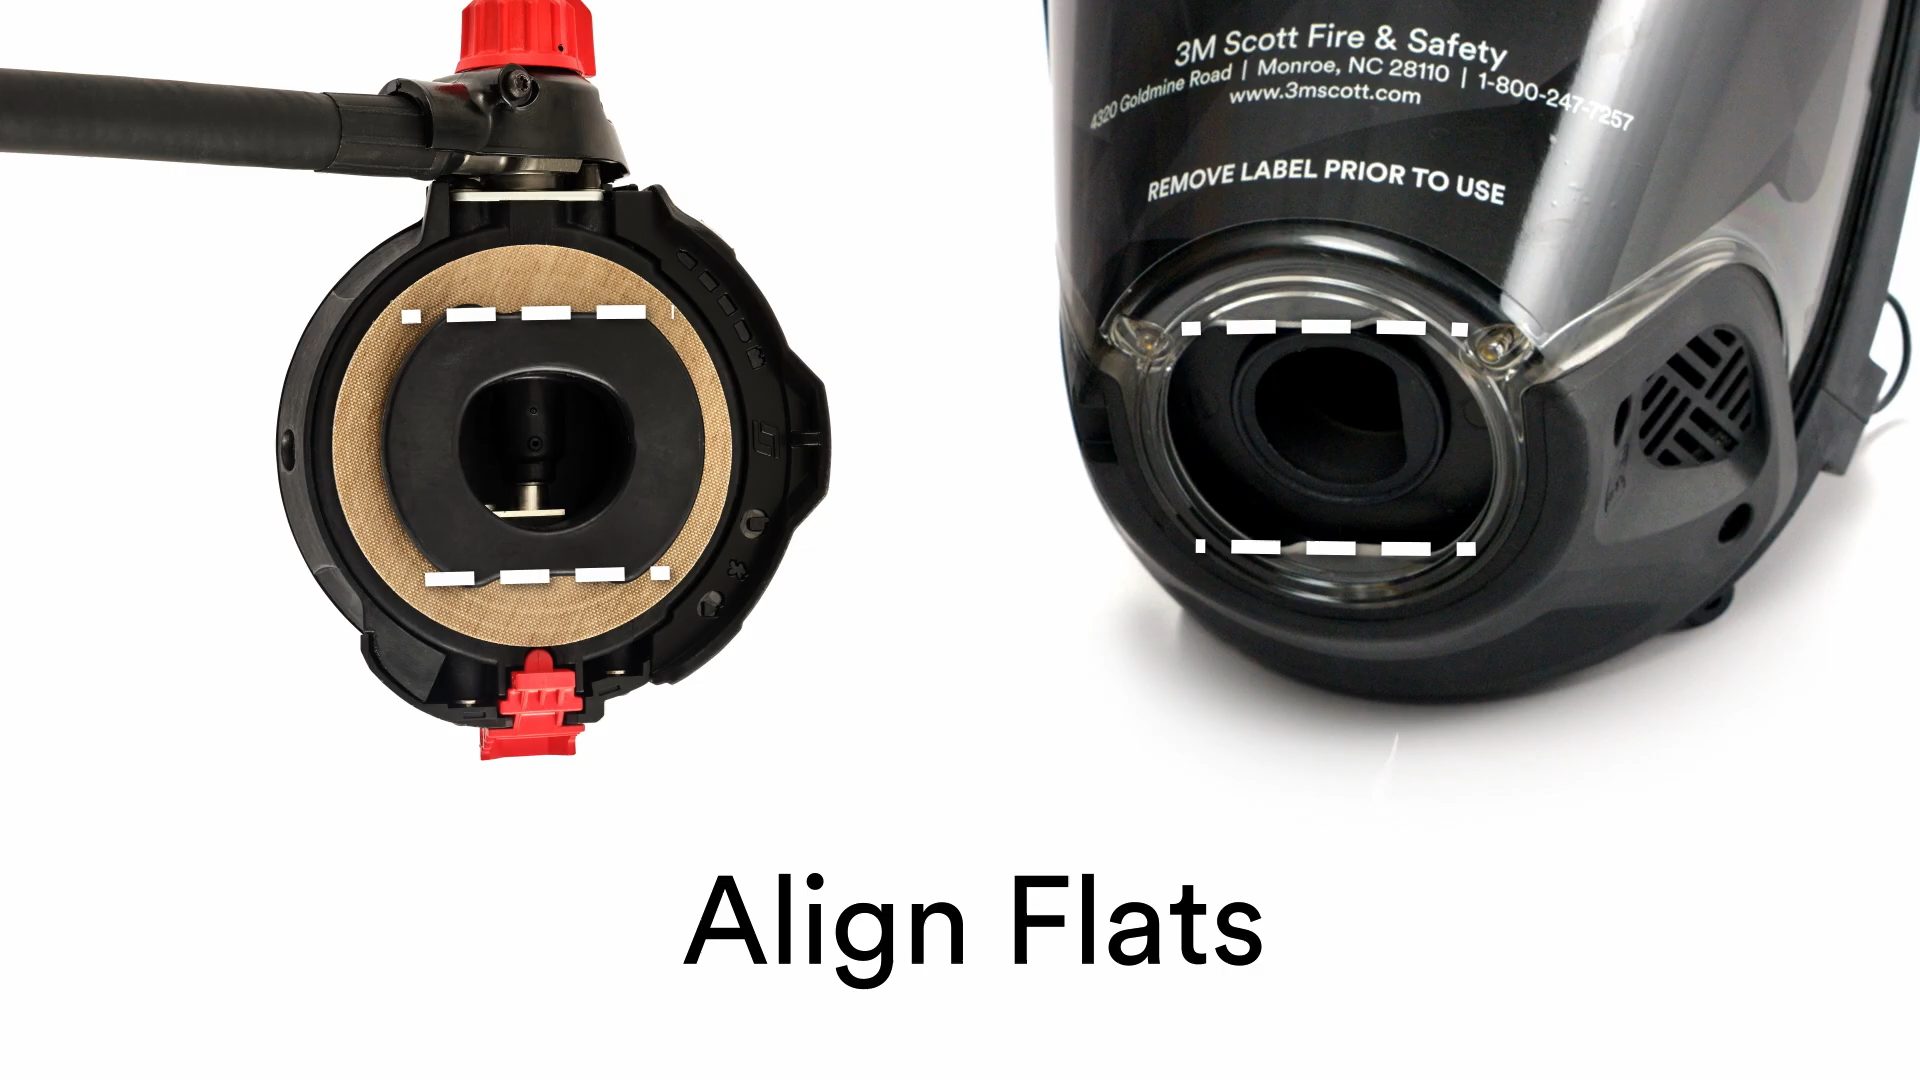 3M Scott Fire & Safety
4320 Goldmine Road | Monroe, NC 28110 | 1-800-247-7257
www.3mscott.com
REMOVE LABEL PRIOR TO USE
Align Flats